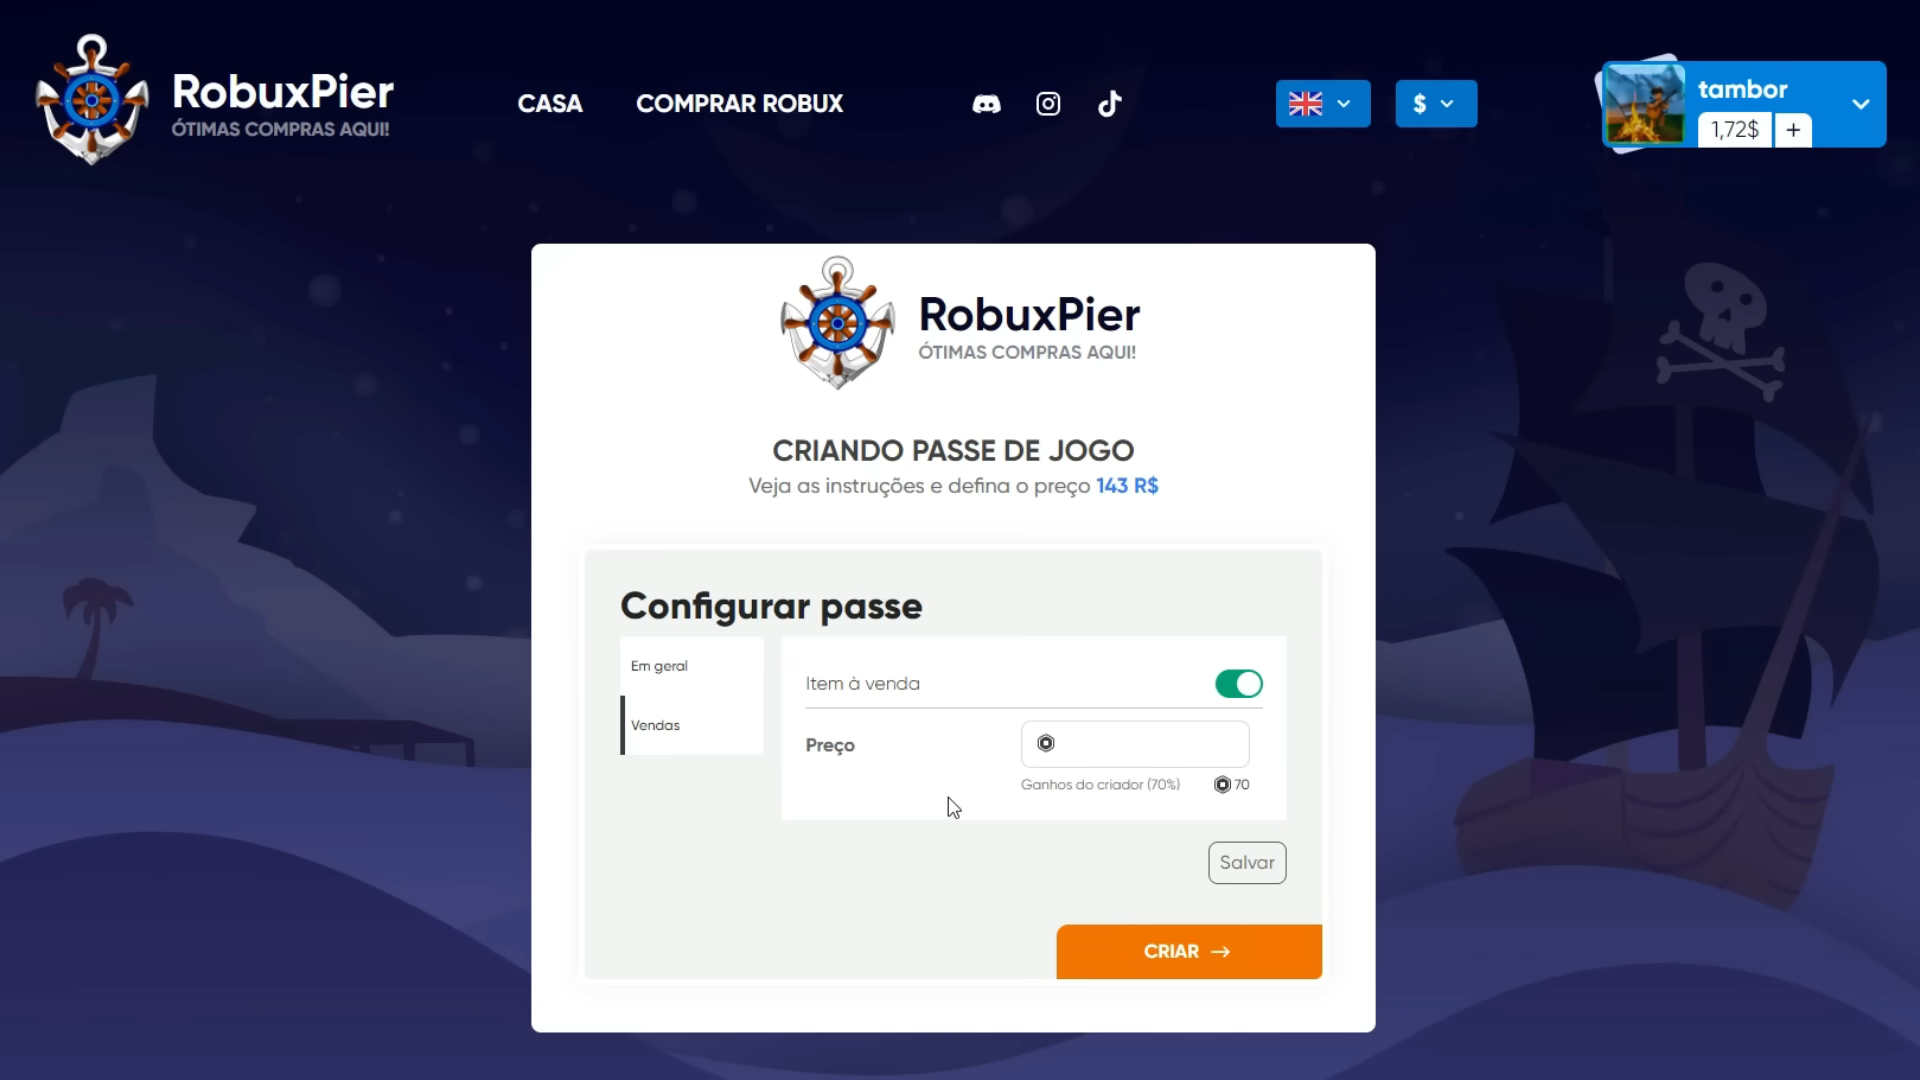 RobuxPier
ÓTIMAS COMPRAS AQUI!
CASA
COMPRAR ROBUX
$
tambor
1,72$
+
RobuxPier
ÓTIMAS COMPRAS AQUI!
CRIANDO PASSE DE JOGO
Veja as instruções e defina o preço 143 R$
Configurar passe
Em geral
Vendas
Item à venda
Preço
Ganhos do criador (70%) 70
Salvar
CRIAR →